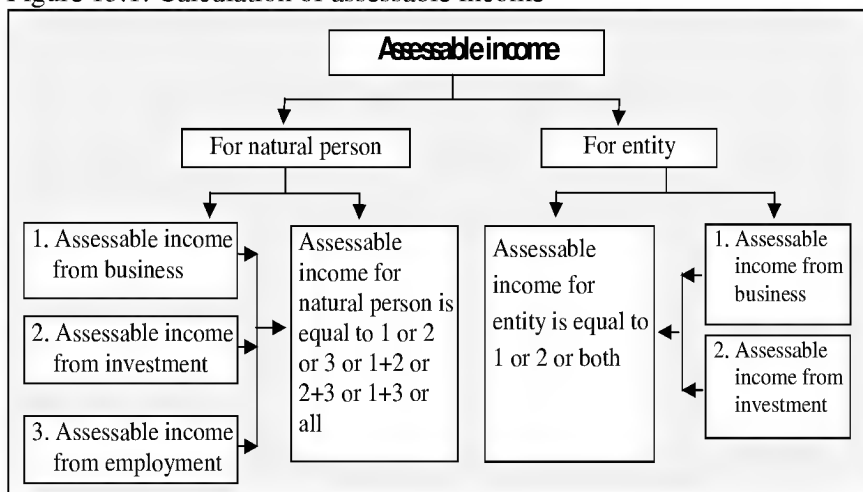 Figure 15.1: Calculation of assessable income
Assessable income
For natural person
For entity
1. Assessable income
from business
2. Assessable income
from investment
3. Assessable income
from employment
Assessable
income for
natural person is
equal to 1 or 2
or 3 or 1+2 or
2+3 or 1+3 or
all
Assessable
income for
entity is equal to
1 or 2 or both
1. Assessable
income from
business
2. Assessable
income from
investment